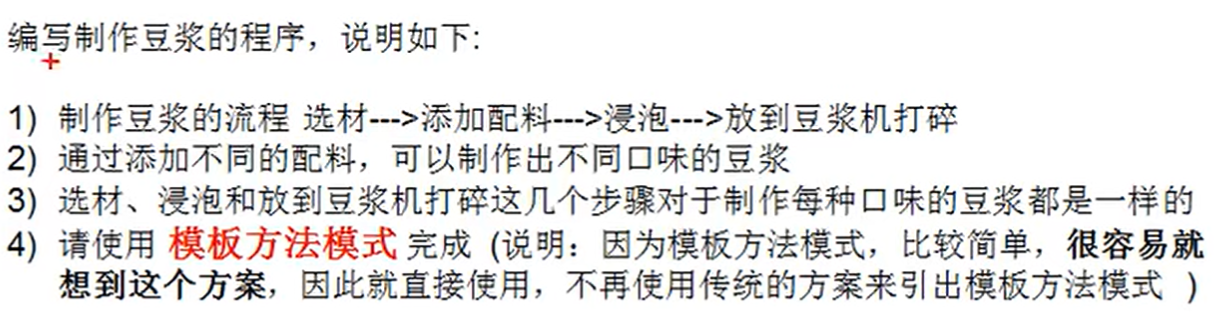 编写制作豆浆的程序，说明如下:
1) 制作豆浆的流程 选材--->添加配料--->浸泡--->放到豆浆机打碎
2) 通过添加不同的配料，可以制作出不同口味的豆浆
3) 选材、浸泡和放到豆浆机打碎这几个步骤对于制作每种口味的豆浆都是一样的
4) 请使用 模板方法模式 完成 (说明：因为模板方法模式，比较简单，很容易就
想到这个方案，因此就直接使用，不再使用传统的方案来引出模板方法模式 )